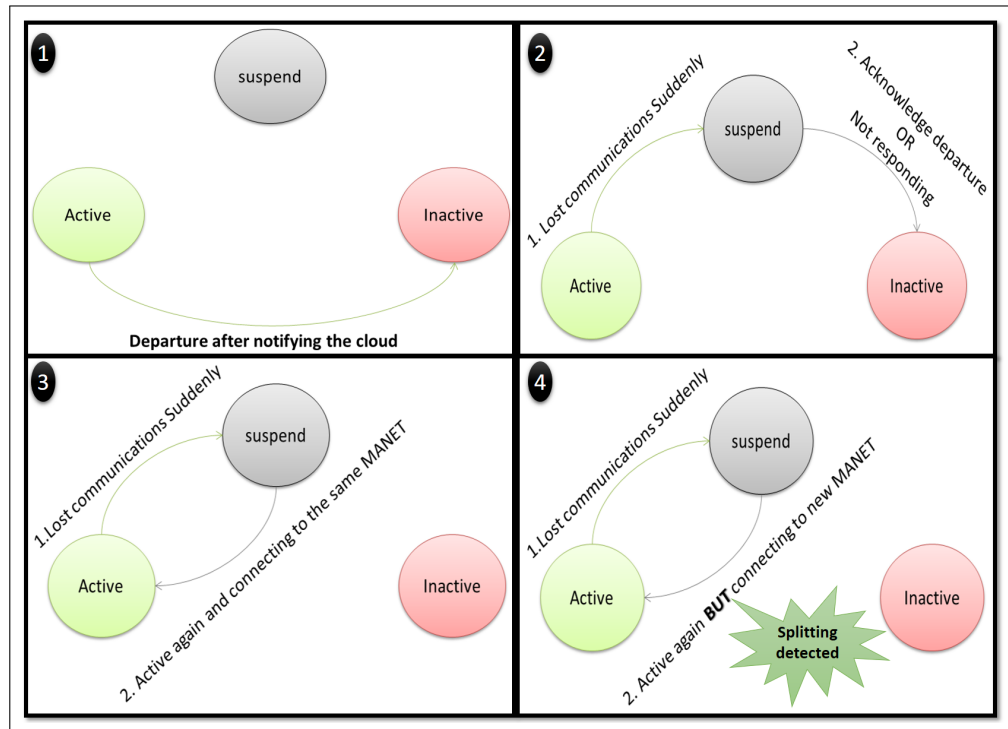 1
suspend
Active
Inactive
Departure after notifying the cloud
2
1. Lost communications Suddenly
suspend
2. Acknowledge departure
OR
Not responding
Active
Inactive
3
1.Lost communications Suddenly
suspend
2. Active again and connecting to the same MANET
Active
Inactive
4
1.Lost communications Suddenly
suspend
2. Active again BUT connecting to new MANET
Active
Inactive
Splitting
detected